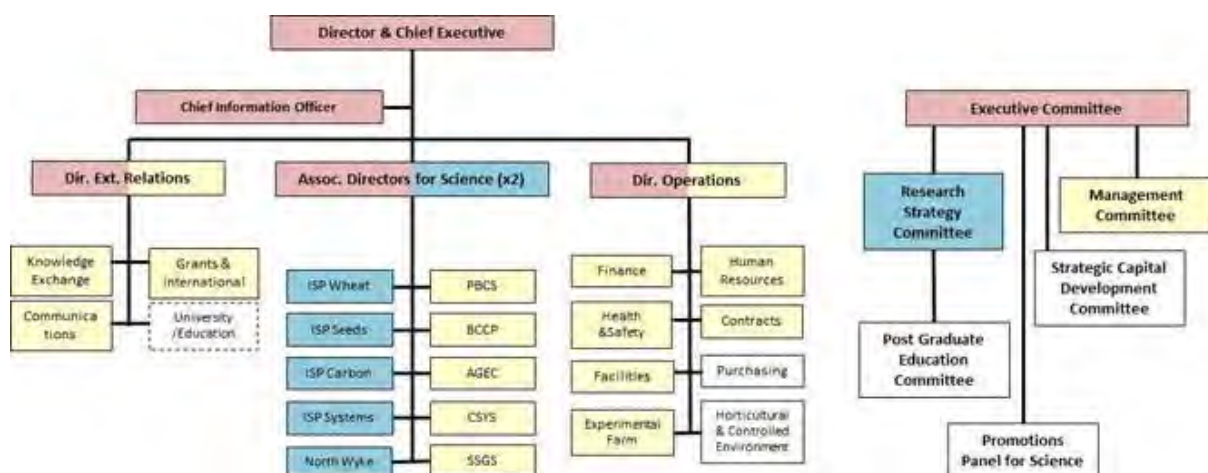 Director & Chief Executive
Chief Information Officer
Dir. Ext. Relations
Assoc. Directors for Science (x2)
Dir. Operations
Knowledge
Exchange
Grants &
International
Communica
tions
University
/Education
ISP Wheat
PBCS
ISP Seeds
BCCP
ISP Carbon
AGEC
ISP Systems
CSYS
North Wyke
SSGS
Finance
Human
Resources
Health
&Safety
Contracts
Facilities
Purchasing
Experimental
Farm
Horticultural
& Controlled
Environment
Executive Committee
Research
Strategy
Committee
Management
Committee
Strategic Capital
Development
Committee
Post Graduate
Education
Committee
Promotions
Panel for Science